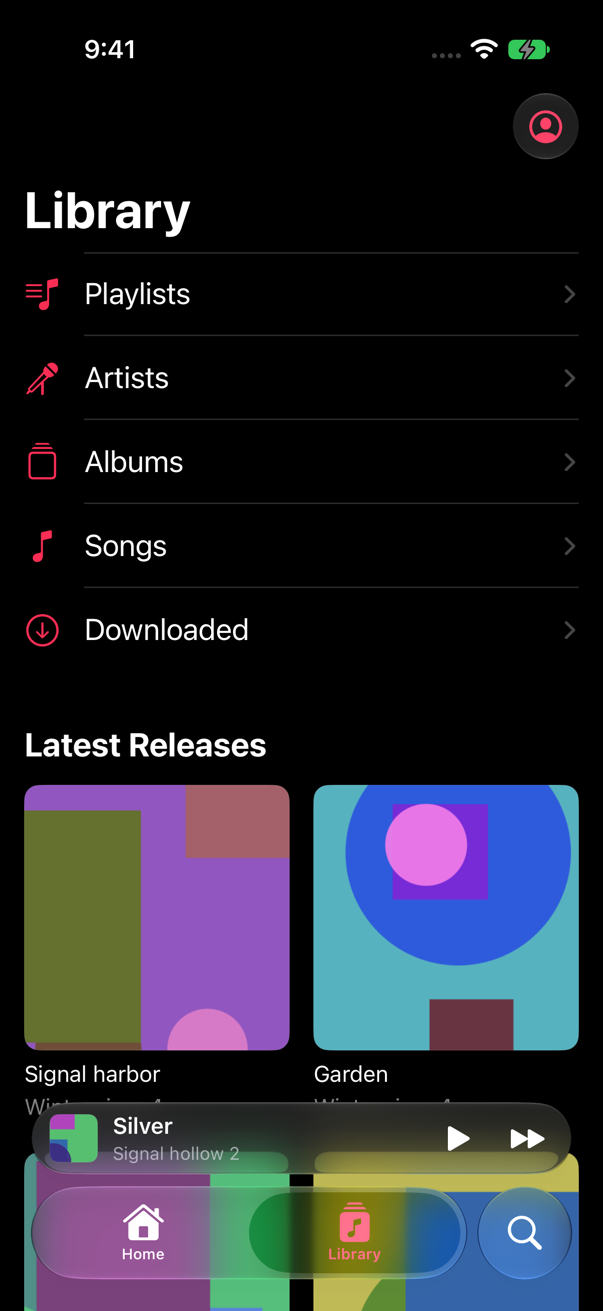 9:41
Library
Playlists
Artists
Albums
Songs
Downloaded
Latest Releases
Signal harbor
Garden
Silver
Signal hollow 2
Home
Library